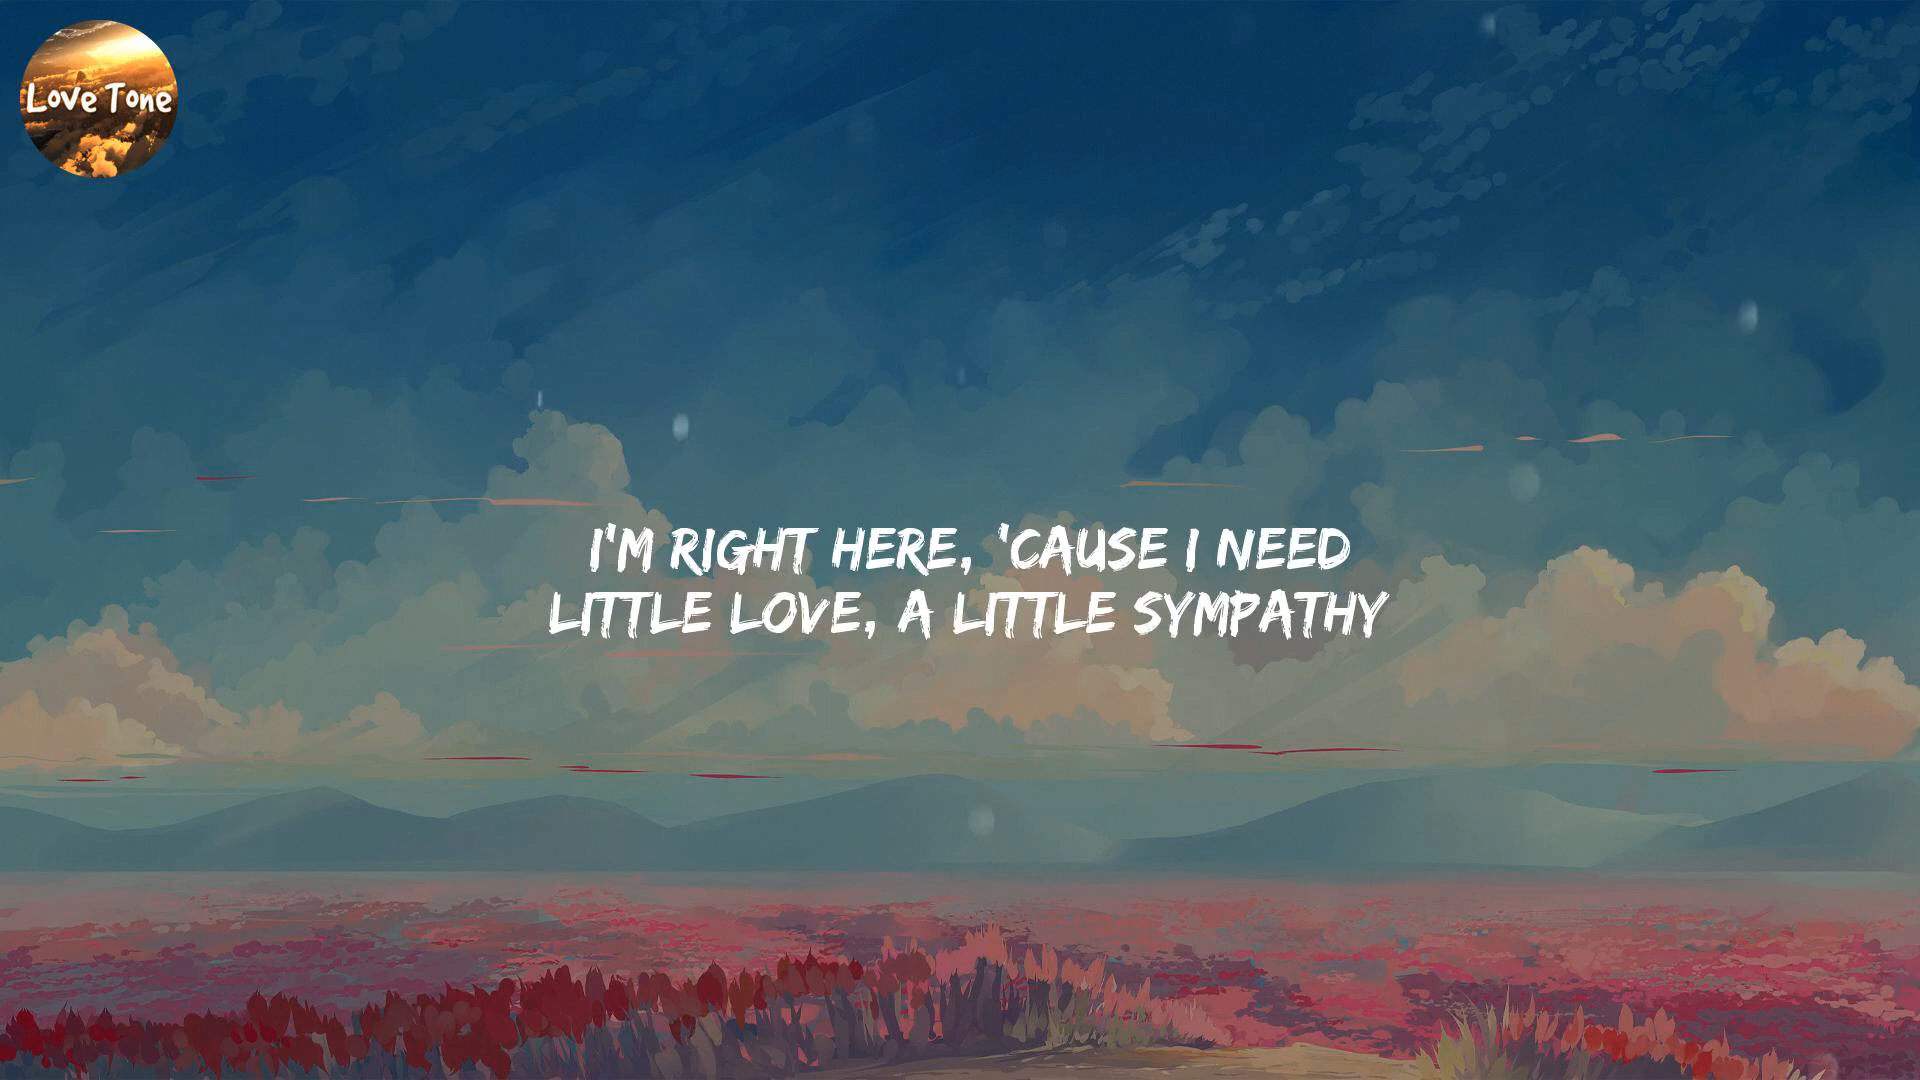 Love Tone
I'M RIGHT HERE, 'CAUSE I NEED
LITTLE LOVE, A LITTLE SYMPATHY